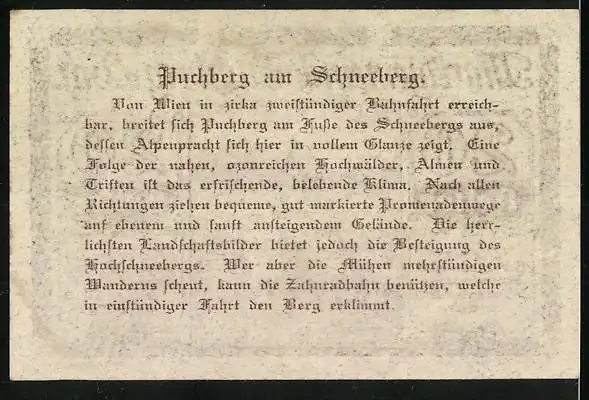 Puchberg am Schneeberg.
Von Wien in zirka zweistündiger Bahnfahrt erreich-
bar, breitet sich Puchberg am Fuße des Schneebergs aus,
dessen Alpenpracht sich hier in vollem Glanze zeigt. Eine
Folge der nahen, ozonreichen Hochwälder, Almen und
Triften ist das erfrischende, belebende Klima. Nach allen
Richtungen ziehen bequeme, gut markierte Promenadenwege
auf ebenem und sanft ansteigendem Gelände. Die herr-
lichsten Landschaftsbilder bietet jedoch die Besteigung des
Hochschneebergs. Wer aber die Mühen mehrstündigen
Wanderns scheut, kann die Zahnradbahn benützen, welche
in einstündiger Fahrt den Berg erklimmt.